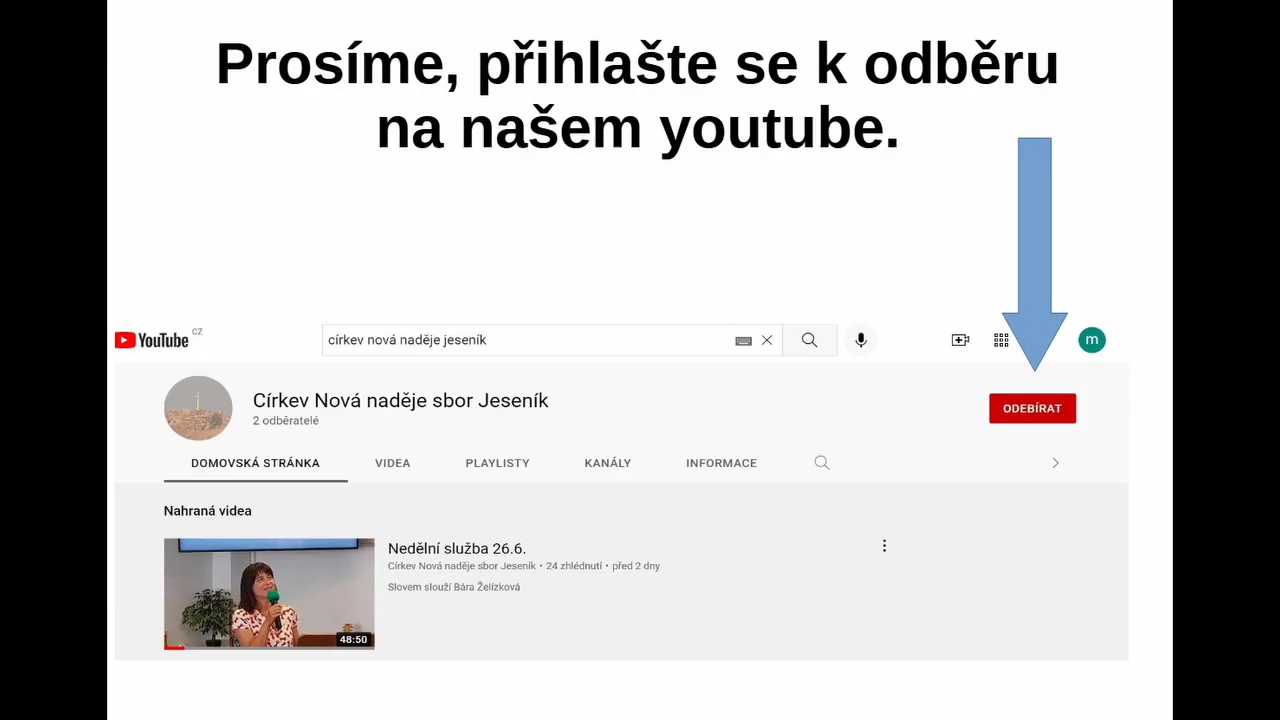 Prosíme, přihlašte se k odběru
na našem youtube.
YouTube CZ
církev nová naděje jeseník
m
Církev Nová naděje sbor Jeseník
2 odběratelé
ODEBÍRAT
DOMOVSKÁ STRÁNKA VIDEA PLAYLISTY KANÁLY INFORMACE
Nahraná videa
Nedělní služba 26.6.
Církev Nová naděje sbor Jeseník • 24 zhlédnutí • před 2 dny
Slovem slouží Bára Želízková
48:50